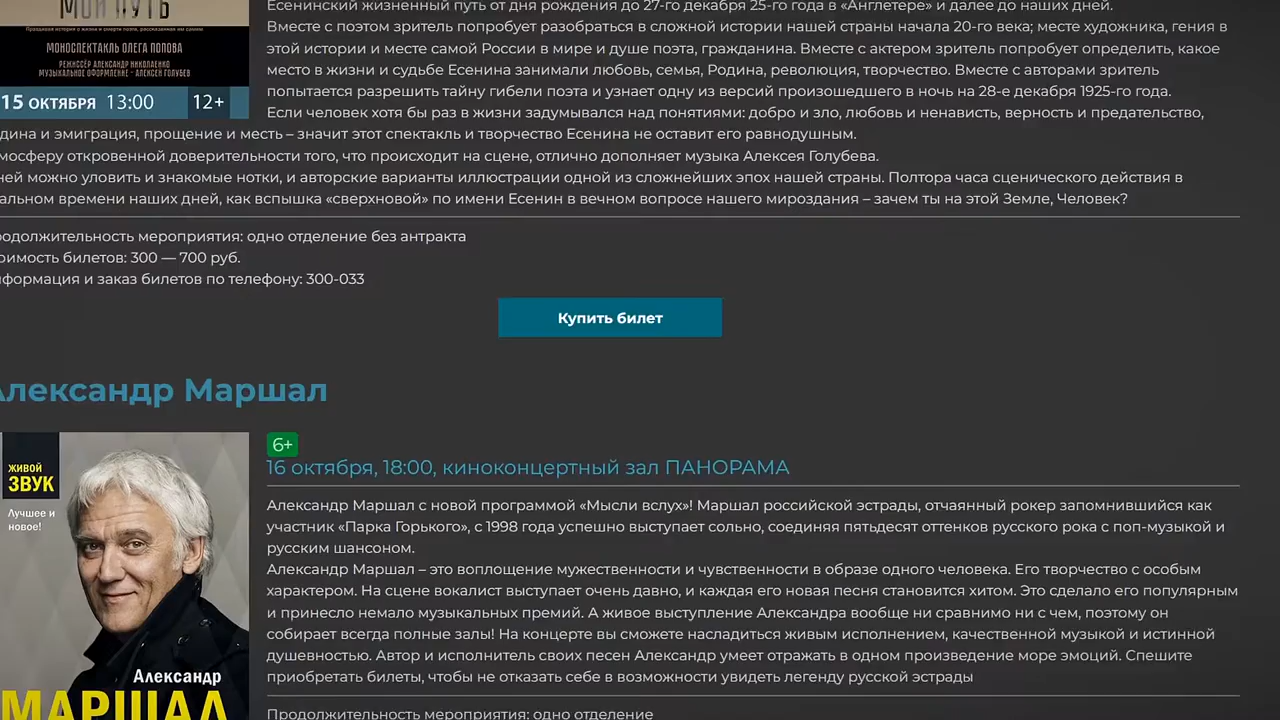 МОЙ ПУТЬ
Правдивая история о жизни и смерти поэта, рассказанная им самим
МОНОСПЕКТАКЛЬ ОЛЕГА ПОПОВА
РЕЖИССЁР АЛЕКСАНДР НИКОЛАЕНКО
МУЗЫКАЛЬНОЕ ОФОРМЛЕНИЕ - АЛЕКСЕЙ ГОЛУБЕВ
15 ОКТЯБРЯ 13:00 12+
Есенинский жизненный путь от дня рождения до 27-го декабря 25-го года в «Англетере» и далее до наших дней.
Вместе с поэтом зритель попробует разобраться в сложной истории нашей страны начала 20-го века; месте художника, гения в
этой истории и месте самой России в мире и душе поэта, гражданина. Вместе с актером зритель попробует определить, какое
место в жизни и судьбе Есенина занимали любовь, семья, Родина, революция, творчество. Вместе с авторами зритель
попытается разрешить тайну гибели поэта и узнает одну из версий произошедшего в ночь на 28-е декабря 1925-го года.
Если человек хотя бы раз в жизни задумывался над понятиями: добро и зло, любовь и ненависть, верность и предательство,
дина и эмиграция, прощение и месть – значит этот спектакль и творчество Есенина не оставит его равнодушным.
мосферу откровенной доверительности того, что происходит на сцене, отлично дополняет музыка Алексея Голубева.
ней можно уловить и знакомые нотки, и авторские варианты иллюстрации одной из сложнейших эпох нашей страны. Полтора часа сценического действия в
альном времени наших дней, как вспышка «сверхновой» по имени Есенин в вечном вопросе нашего мироздания – зачем ты на этой Земле, Человек?
родолжительность мероприятия: одно отделение без антракта
оимость билетов: 300 — 700 руб.
нформация и заказ билетов по телефону: 300-033
Купить билет
Александр Маршал
ЖИВОЙ
ЗВУК
Лучшее и
новое!
Александр
МАРШАЛ
6+
16 октября, 18:00, киноконцертный зал ПАНОРАМА
Александр Маршал с новой программой «Мысли вслух»! Маршал российской эстрады, отчаянный рокер запомнившийся как
участник «Парка Горького», с 1998 года успешно выступает сольно, соединяя пятьдесят оттенков русского рока с поп-музыкой и
русским шансоном.
Александр Маршал – это воплощение мужественности и чувственности в образе одного человека. Его творчество с особым
характером. На сцене вокалист выступает очень давно, и каждая его новая песня становится хитом. Это сделало его популярным
и принесло немало музыкальных премий. А живое выступление Александра вообще ни сравнимо ни с чем, поэтому он
собирает всегда полные залы! На концерте вы сможете насладиться живым исполнением, качественной музыкой и истинной
душевностью. Автор и исполнитель своих песен Александр умеет отражать в одном произведение море эмоций. Спешите
приобретать билеты, чтобы не отказать себе в возможности увидеть легенду русской эстрады
Продолжительность мероприятия: одно отделение